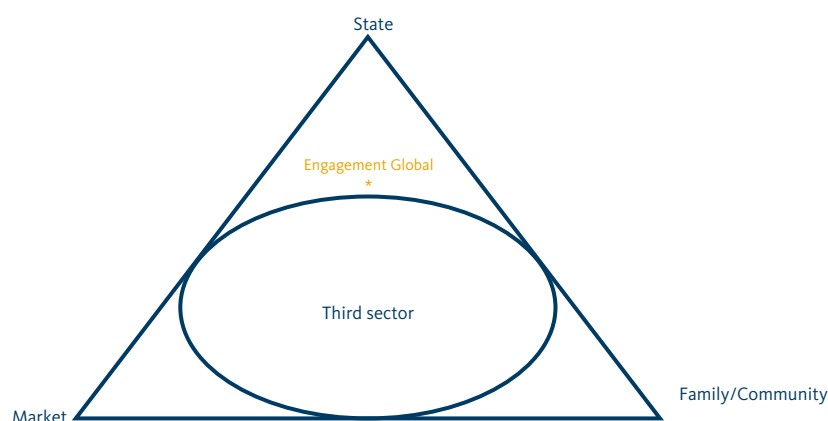 State
Engagement Global
*
Third sector
Family/Community
Market